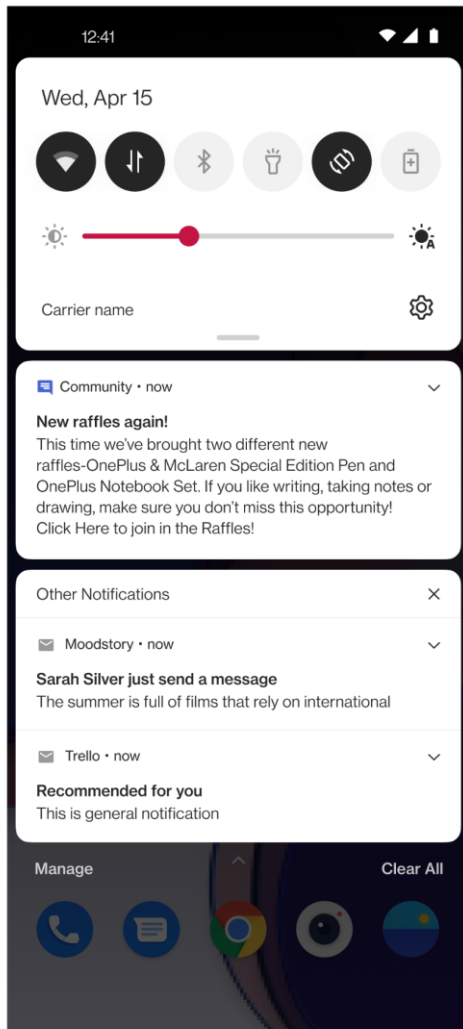 12:41
Wed, Apr 15
A
Carrier name
Community • now
New raffles again!
This time we've brought two different new
raffles-OnePlus & McLaren Special Edition Pen and
OnePlus Notebook Set. If you like writing, taking notes or
drawing, make sure you don't miss this opportunity!
Click Here to join in the Raffles!
Other Notifications
Moodstory • now
Sarah Silver just send a message
The summer is full of films that rely on international
Trello • now
Recommended for you
This is general notification
Manage
Clear All